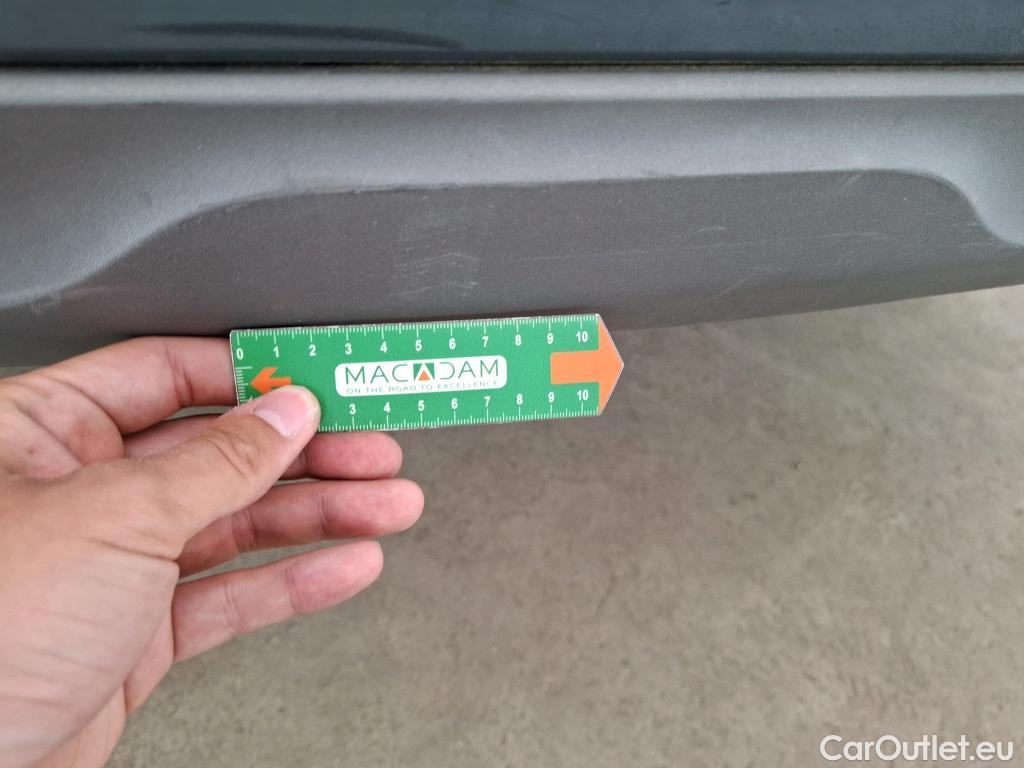 0 1 2 3 4 5 6 7 8 9 10
MACADAM
ON THE ROAD TO EXCELLENCE
3 4 5 6 7 8 9 10
CarOutlet.eu